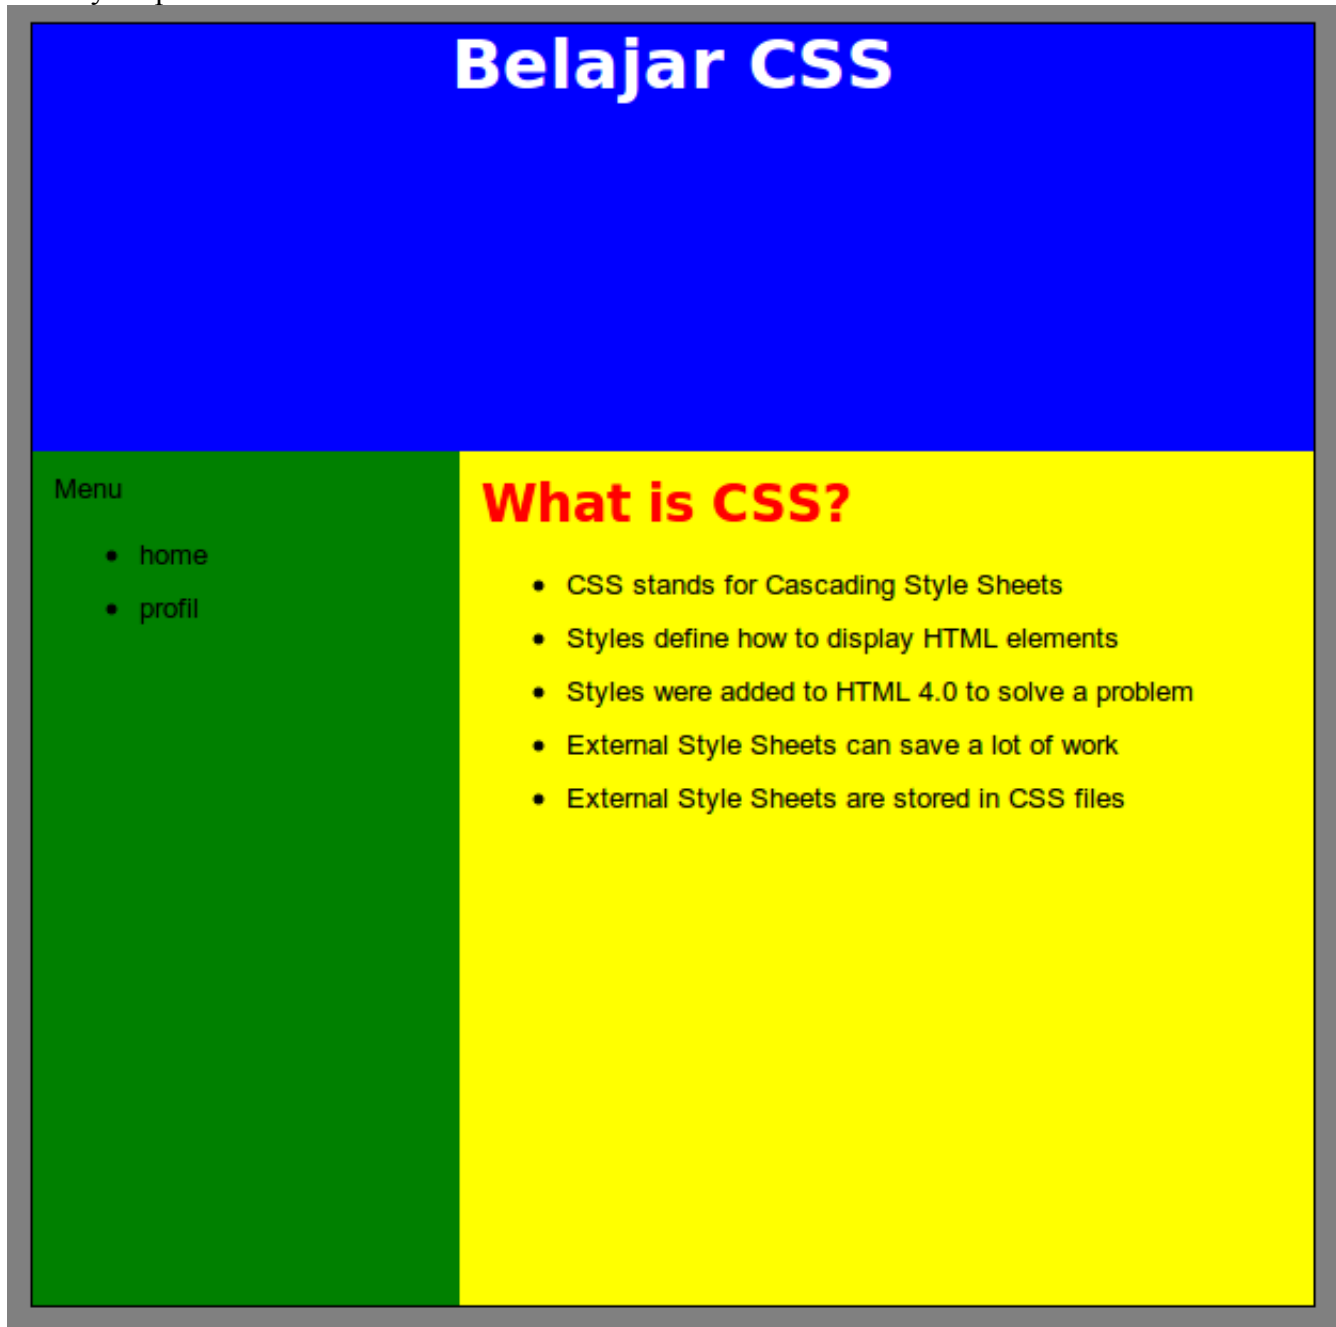 Belajar CSS
Menu
home
profil
What is CSS?
CSS stands for Cascading Style Sheets
Styles define how to display HTML elements
Styles were added to HTML 4.0 to solve a problem
External Style Sheets can save a lot of work
External Style Sheets are stored in CSS files